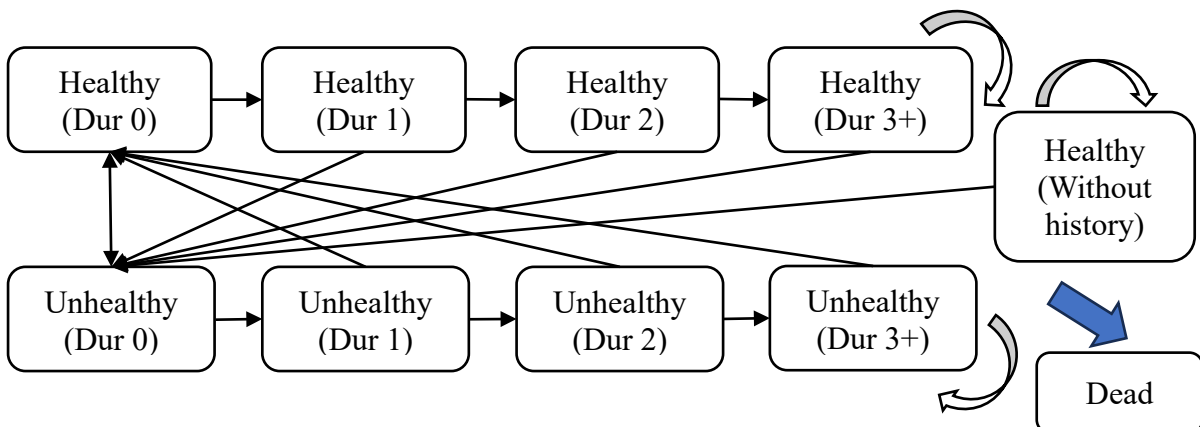 Healthy
(Dur 0)
Healthy
(Dur 1)
Healthy
(Dur 2)
Healthy
(Dur 3+)
Healthy
(Without
history)
Unhealthy
(Dur 0)
Unhealthy
(Dur 1)
Unhealthy
(Dur 2)
Unhealthy
(Dur 3+)
Dead